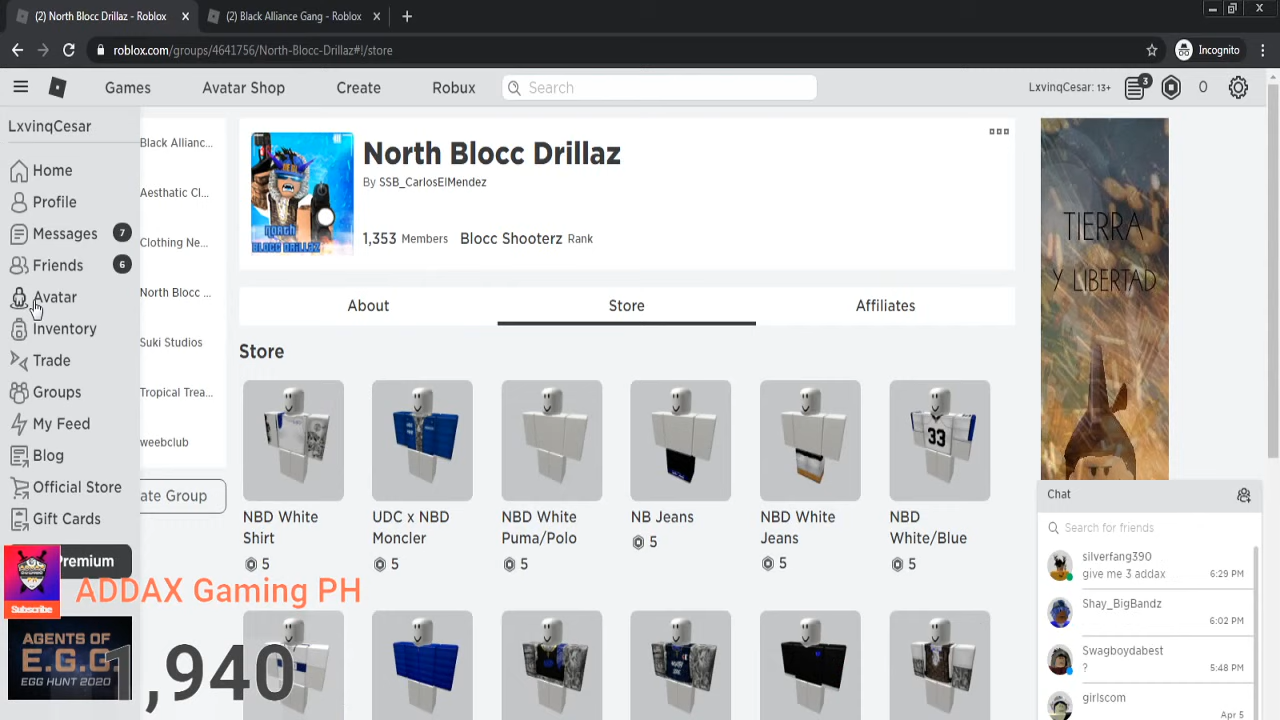 (2) North Blocc Drillaz - Roblox
(2) Black Alliance Gang - Roblox
roblox.com/groups/4641756/North-Blocc-Drillaz#!/store
Incognito
Games
Avatar Shop
Create
Robux
Search
LxvinqCesar: 13+
3
0
LxvinqCesar
Home
Profile
Messages
7
Friends
6
Avatar
Inventory
Trade
Groups
My Feed
Blog
Official Store
Gift Cards
Premium
Black Allianc...
Aesthatic Cl...
Clothing Ne...
North Blocc ...
Suki Studios
Tropical Trea...
weebclub
ate Group
NORTH
BLOCC DRILLAZ
North Blocc Drillaz
By SSB_CarlosElMendez
1,353 Members
Blocc Shooterz Rank
About
Store
Affiliates
Store
NBD White
Shirt
5
UDC x NBD
Moncler
5
NBD White
Puma/Polo
5
NB Jeans
5
NBD White
Jeans
5
33
NBD
White/Blue
5
TIERRA
Y LIBERTAD
Chat
Search for friends
silverfang390
give me 3 addax
6:29 PM
Shay_BigBandz
6:02 PM
Swagboydabest
?
5:48 PM
girlscom
Apr 5
Subscribe
ADDAX Gaming PH
AGENTS OF
E.G.G.
EGG HUNT 2020
1,940